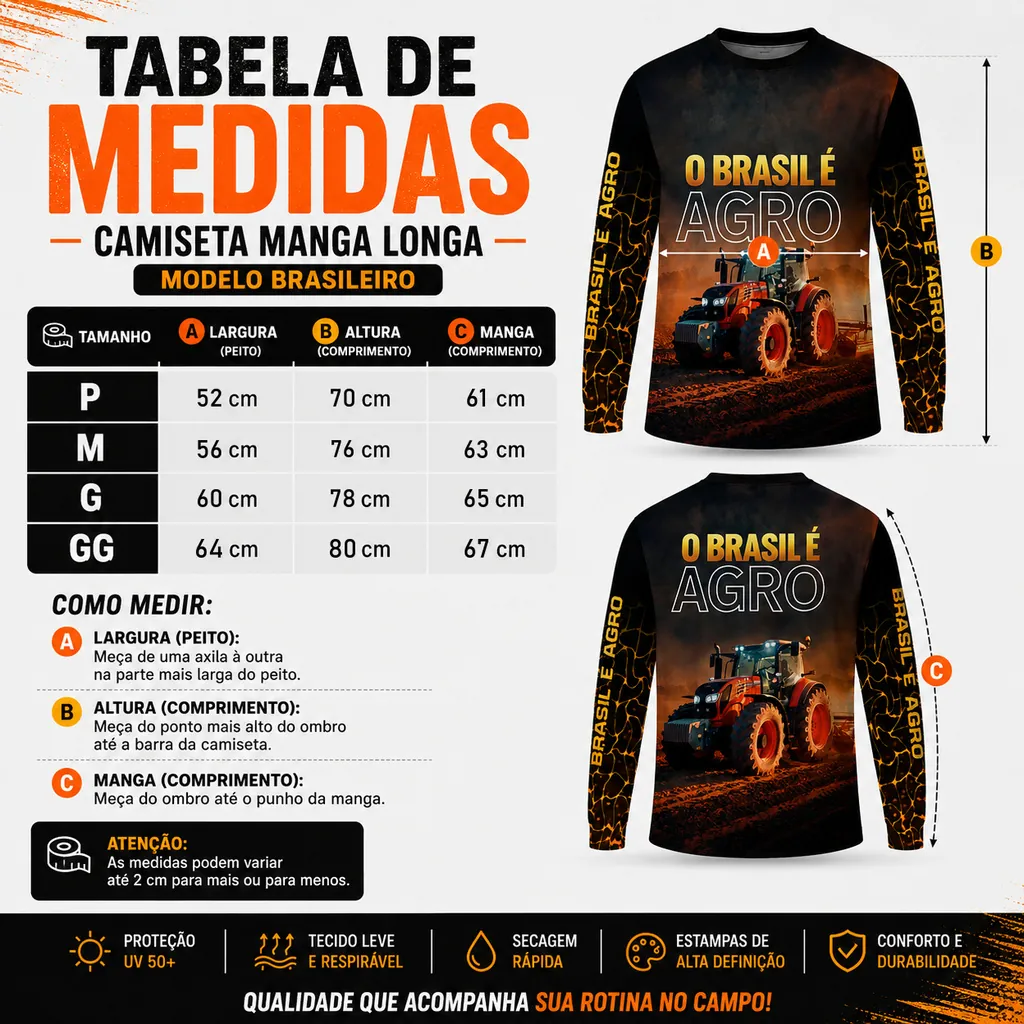 TABELA DE
MEDIDAS
CAMISETA MANGA LONGA
MODELO BRASILEIRO
TAMANHO A LARGURA (PEITO) B ALTURA (COMPRIMENTO) C MANGA (COMPRIMENTO)
P 52 cm 70 cm 61 cm
M 56 cm 76 cm 63 cm
G 60 cm 78 cm 65 cm
GG 64 cm 80 cm 67 cm
COMO MEDIR:
A LARGURA (PEITO):
Meça de uma axila à outra
na parte mais larga do peito.
B ALTURA (COMPRIMENTO):
Meça do ponto mais alto do ombro
até a barra da camiseta.
C MANGA (COMPRIMENTO):
Meça do ombro até o punho da manga.
ATENÇÃO:
As medidas podem variar
até 2 cm para mais ou para menos.
O BRASIL É
AGRO
BRASIL É AGRO
BRASIL É AGRO
A
B
O BRASIL É
AGRO
BRASIL É AGRO
BRASIL É AGRO
C
PROTEÇÃO
UV 50+
TECIDO LEVE
E RESPIRÁVEL
SECAGEM
RÁPIDA
ESTAMPAS DE
ALTA DEFINIÇÃO
CONFORTO E
DURABILIDADE
QUALIDADE QUE ACOMPANHA SUA ROTINA NO CAMPO!